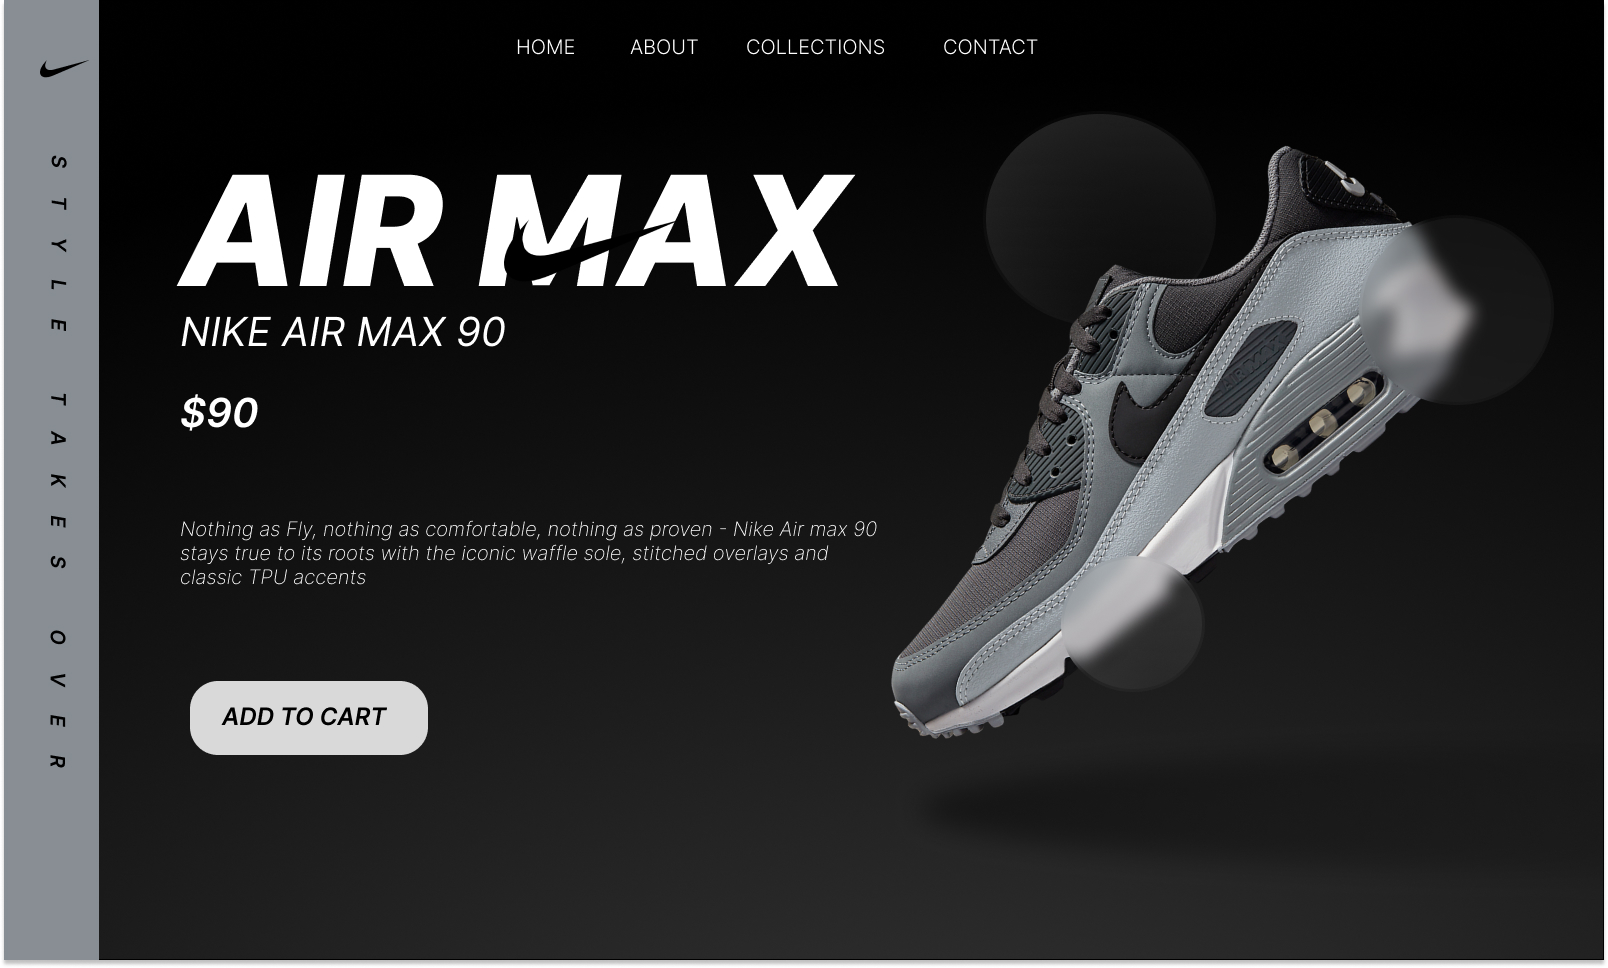 HOME ABOUT COLLECTIONS CONTACT
STYLE TAKES OVER
AIR MAX
NIKE AIR MAX 90
$90
Nothing as Fly, nothing as comfortable, nothing as proven - Nike Air max 90
stays true to its roots with the iconic waffle sole, stitched overlays and
classic TPU accents
ADD TO CART